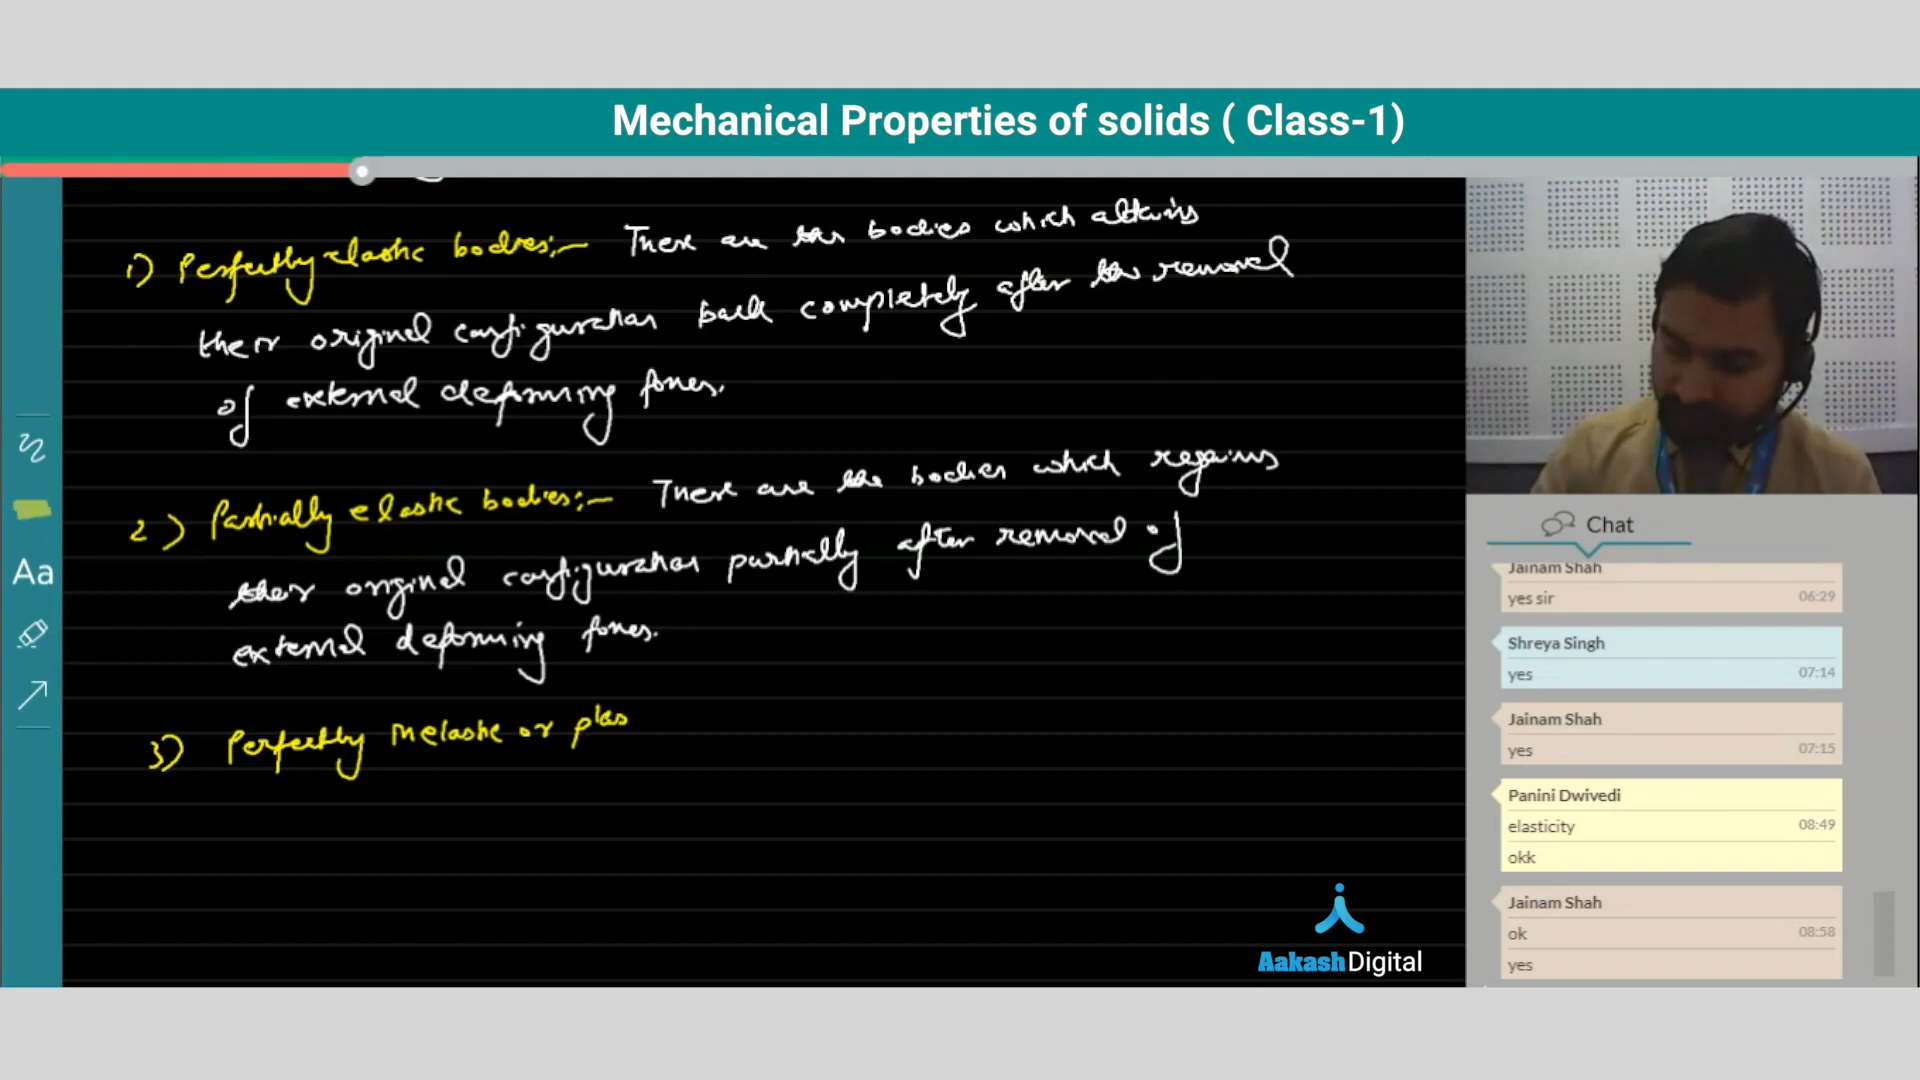 Mechanical Properties of solids ( Class-1)
1) Perfectly elastic bodies:- These are the bodies which attains
their original configuration back completely after the removal
of external deforming forces.
2) Partially elastic bodies:- These are the bodies which regains
their original configuration partially after removal of
external deforming forces.
3) Perfectly inelastic or plas
Aa
AakashDigital
Chat
Jainam Shah
yes sir 06:29
Shreya Singh
yes 07:14
Jainam Shah
yes 07:15
Panini Dwivedi
elasticity 08:49
okk
Jainam Shah
ok 08:58
yes